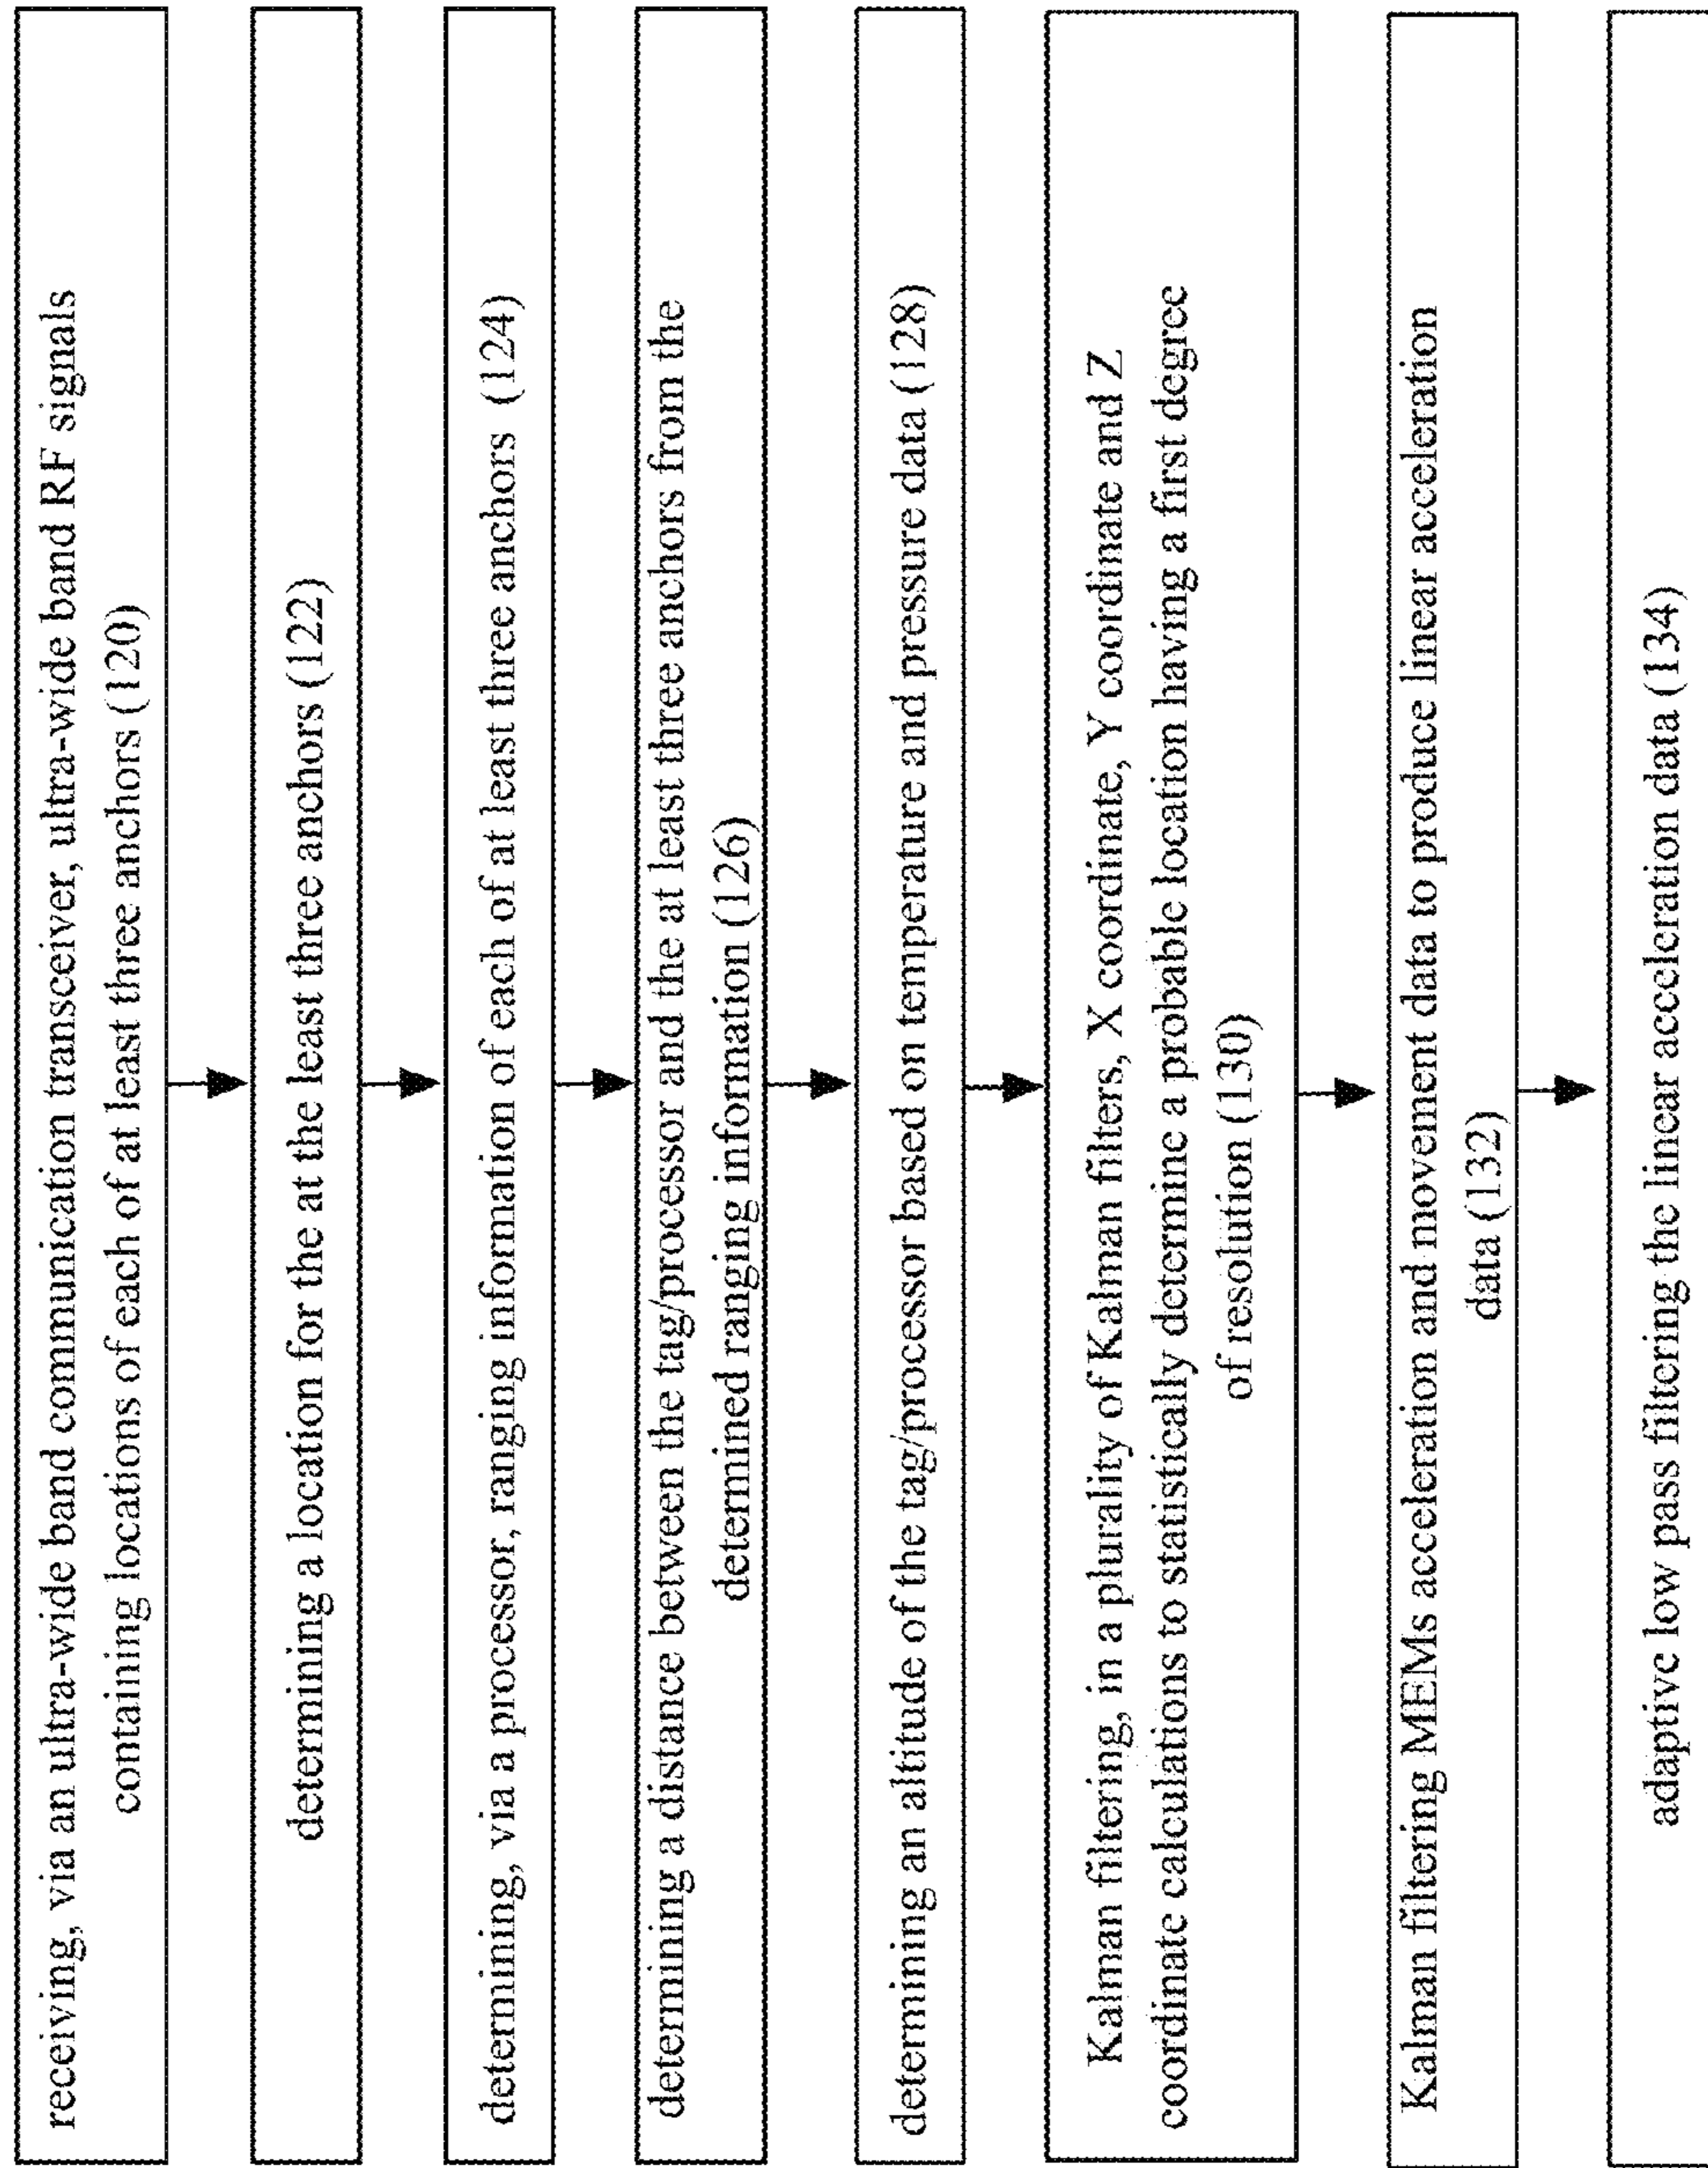 receiving, via an ultra-wide band communication transceiver, ultra-wide band RF signals
containing locations of each of at least three anchors (120)
determining a location for the at the least three anchors (122)
determining, via a processor, ranging information of each of at least three anchors (124)
determining a distance between the tag/processor and the at least three anchors from the
determined ranging information (126)
determining an altitude of the tag/processor based on temperature and pressure data (128)
Kalman filtering, in a plurality of Kalman filters, X coordinate, Y coordinate and Z
coordinate calculations to statistically determine a probable location having a first degree
of resolution (130)
Kalman filtering MEMs acceleration and movement data to produce linear acceleration
data (132)
adaptive low pass filtering the linear acceleration data (134)